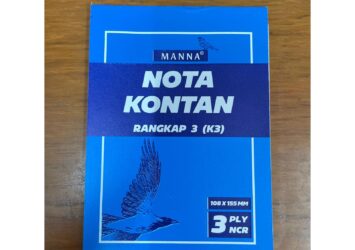 MANNA®
NOTA
KONTAN
RANGKAP 3 (K3)
108 X 155 MM
3 PLY
NCR